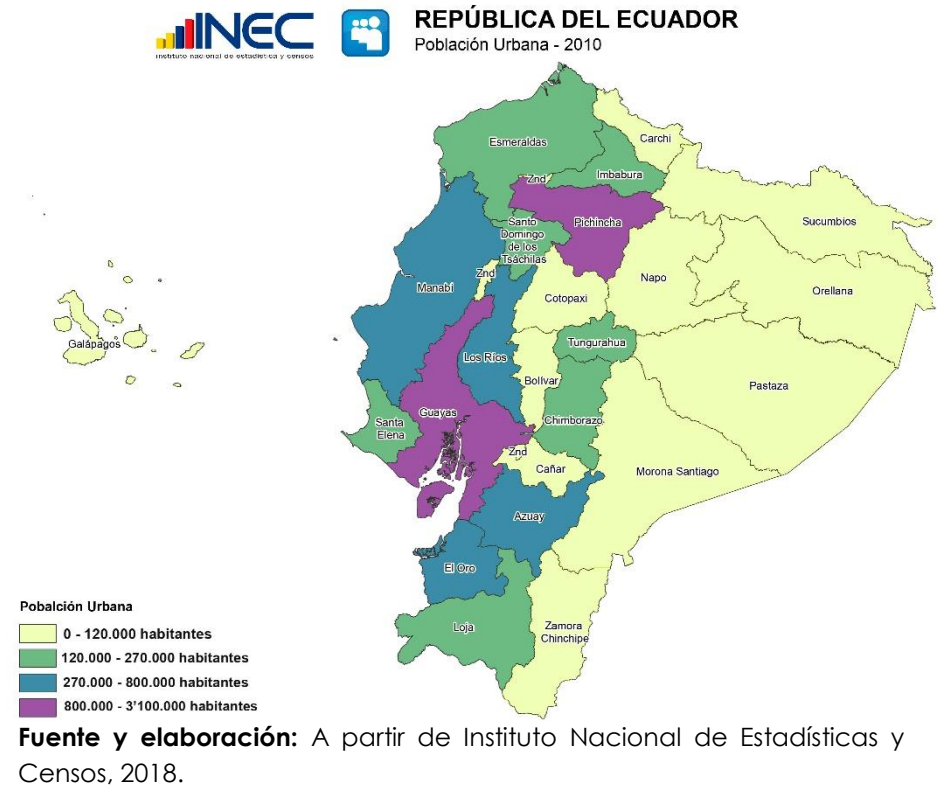 INEC
instituto nacional de estadística y censos
REPÚBLICA DEL ECUADOR
Población Urbana - 2010
Esmeraldas
Carchi
Imbabura
Znd
Pichincha
Sucumbios
Santo
Domingo
de los
Tsáchilas
Znd
Manabí
Cotopaxi
Napo
Orellana
Galápagos
Tungurahua
Los Ríos
Bolívar
Pastaza
Guayas
Santa
Elena
Chimborazo
Znd
Cañar
Morona Santiago
Azuay
El Oro
Loja
Zamora
Chinchipe
Pobalción Urbana
0 - 120.000 habitantes
120.000 - 270.000 habitantes
270.000 - 800.000 habitantes
800.000 - 3'100.000 habitantes
Fuente y elaboración: A partir de Instituto Nacional de Estadísticas y
Censos, 2018.